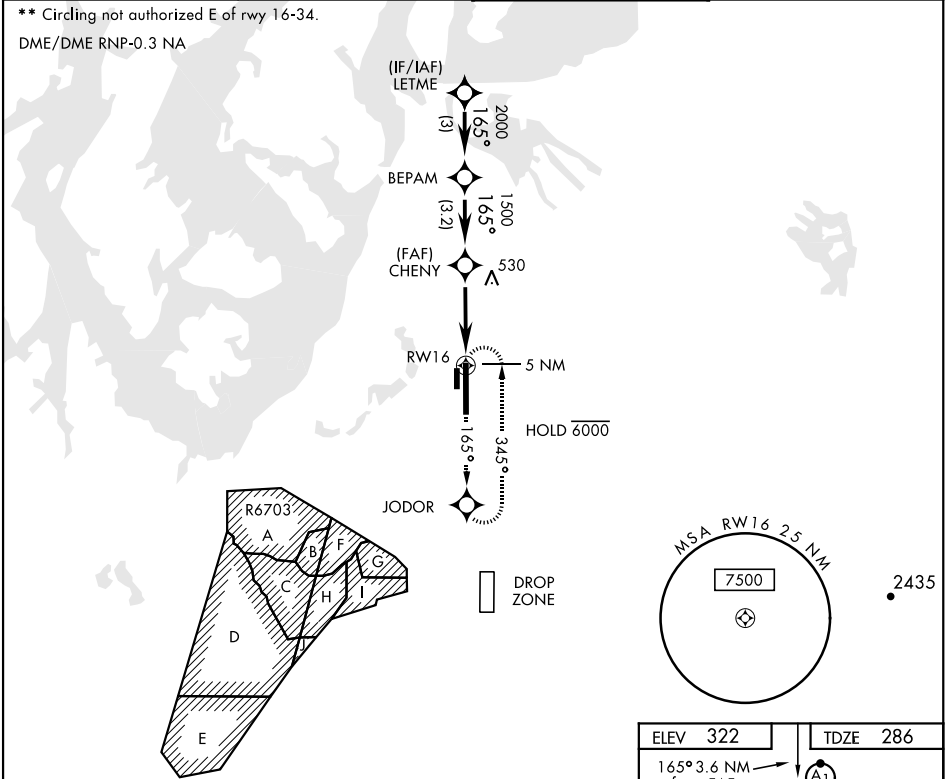 ** Circling not authorized E of rwy 16-34.
DME/DME RNP-0.3 NA
(IF/IAF)
LETME
2000
165°
(3)
BEPAM
1500
165°
(3.2)
(FAF)
CHENY
530
RW16
5 NM
HOLD 6000
165°
345°
JODOR
R6703
A
B
F
G
C
H
I
D
J
E
DROP
ZONE
MSA RW16 25 NM
7500
2435
ELEV 322
TDZE 286
165° 3.6 NM
A1